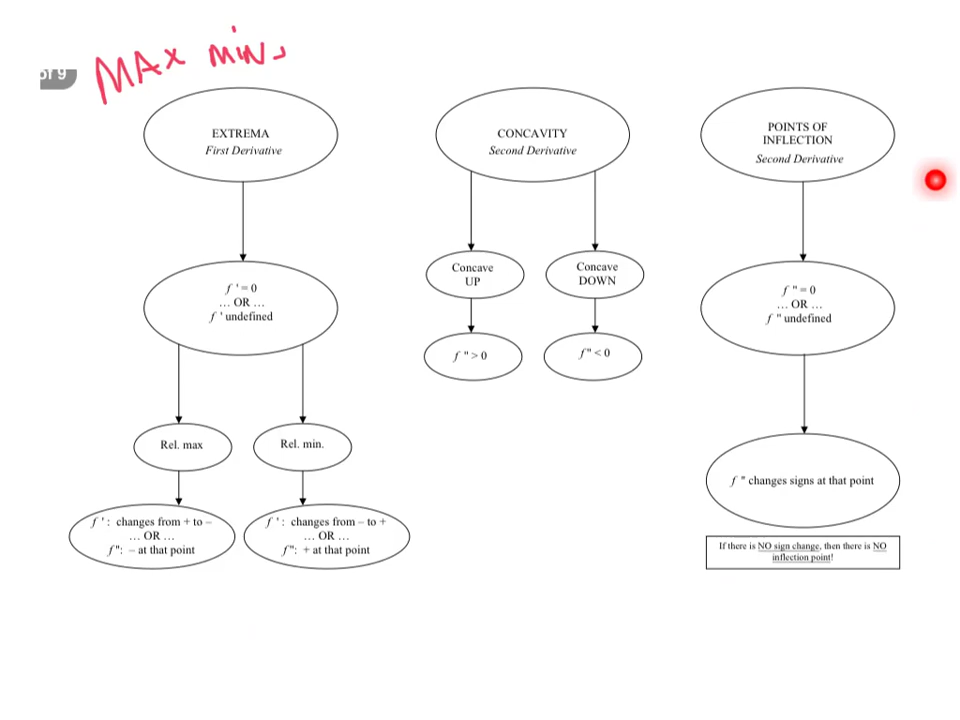 MAX min,
of 9
EXTREMA
First Derivative
f ' = 0
... OR ...
f ' undefined
Rel. max
Rel. min.
f ' : changes from + to –
... OR ...
f ": – at that point
f ' : changes from – to +
... OR ...
f ": + at that point
CONCAVITY
Second Derivative
Concave
UP
Concave
DOWN
f " > 0
f " < 0
POINTS OF
INFLECTION
Second Derivative
f " = 0
... OR ...
f " undefined
f " changes signs at that point
If there is NO sign change, then there is NO
inflection point!